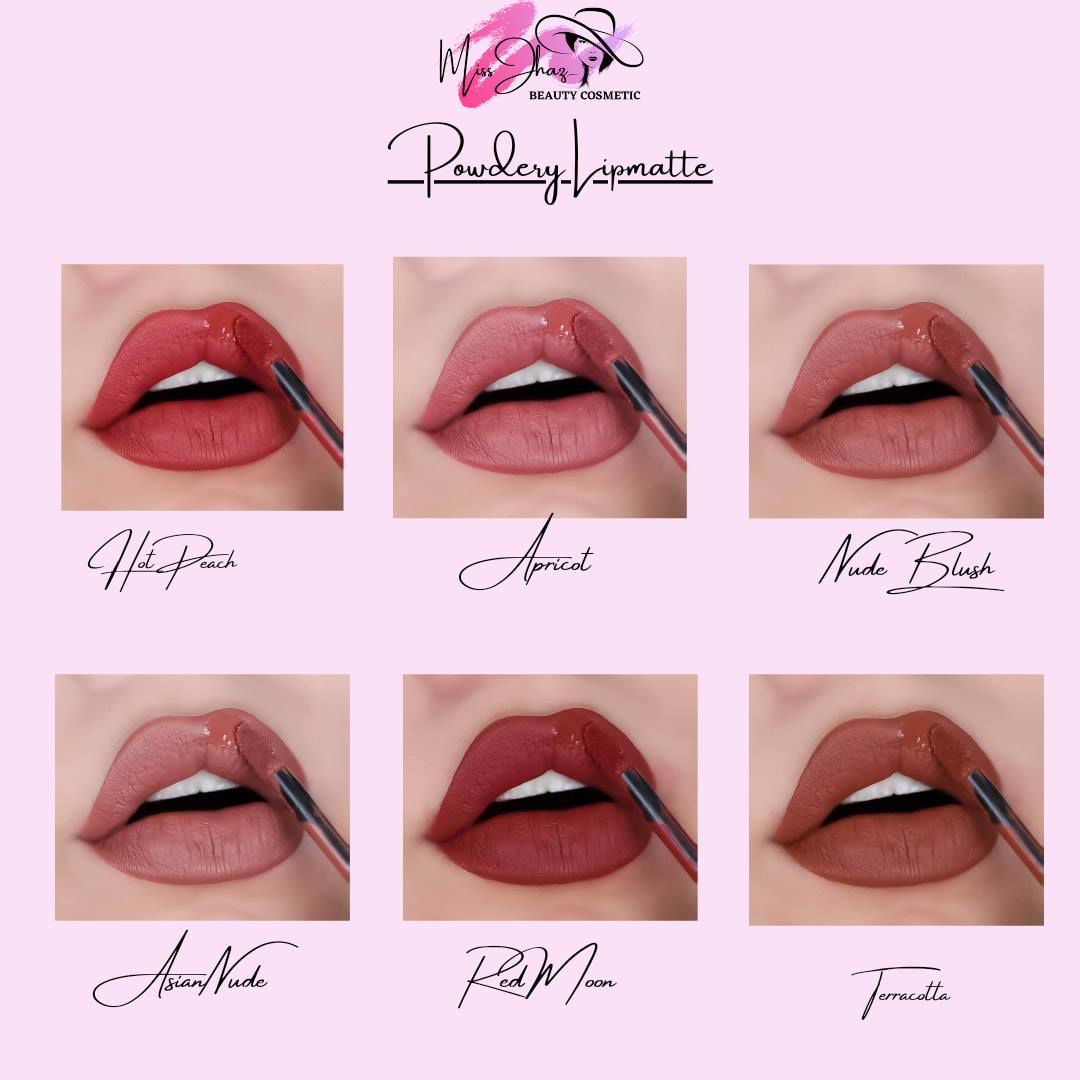 Miss Jhaz
BEAUTY COSMETIC
Powdery Lipmatte
Hot Peach
Apricot
Nude Blush
Asian Nude
Red Moon
Terracotta